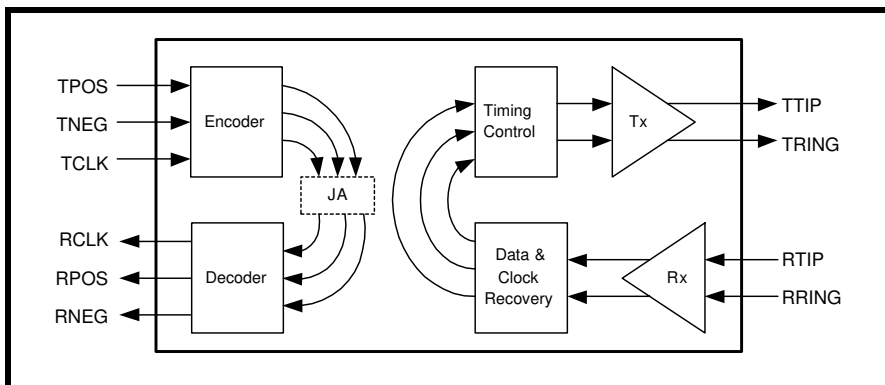 TPOS
TNEG
TCLK
Encoder
JA
RCLK
RPOS
RNEG
Decoder
Timing
Control
Tx
TTIP
TRING
Data &
Clock
Recovery
Rx
RTIP
RRING